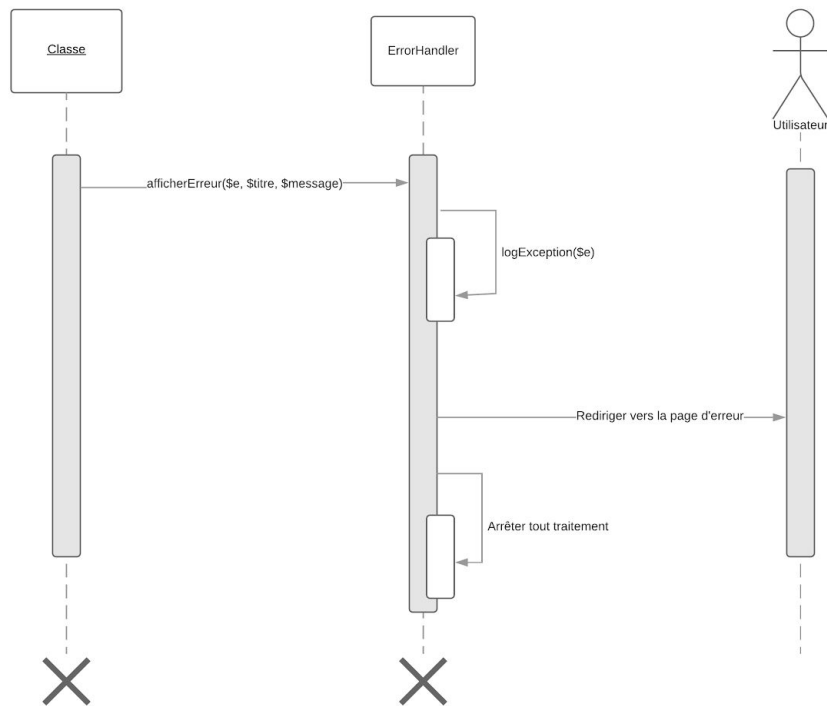 Classe
ErrorHandler
Utilisateur
afficherErreur($e, $titre, $message)
logException($e)
Rediriger vers la page d'erreur
Arrêter tout traitement